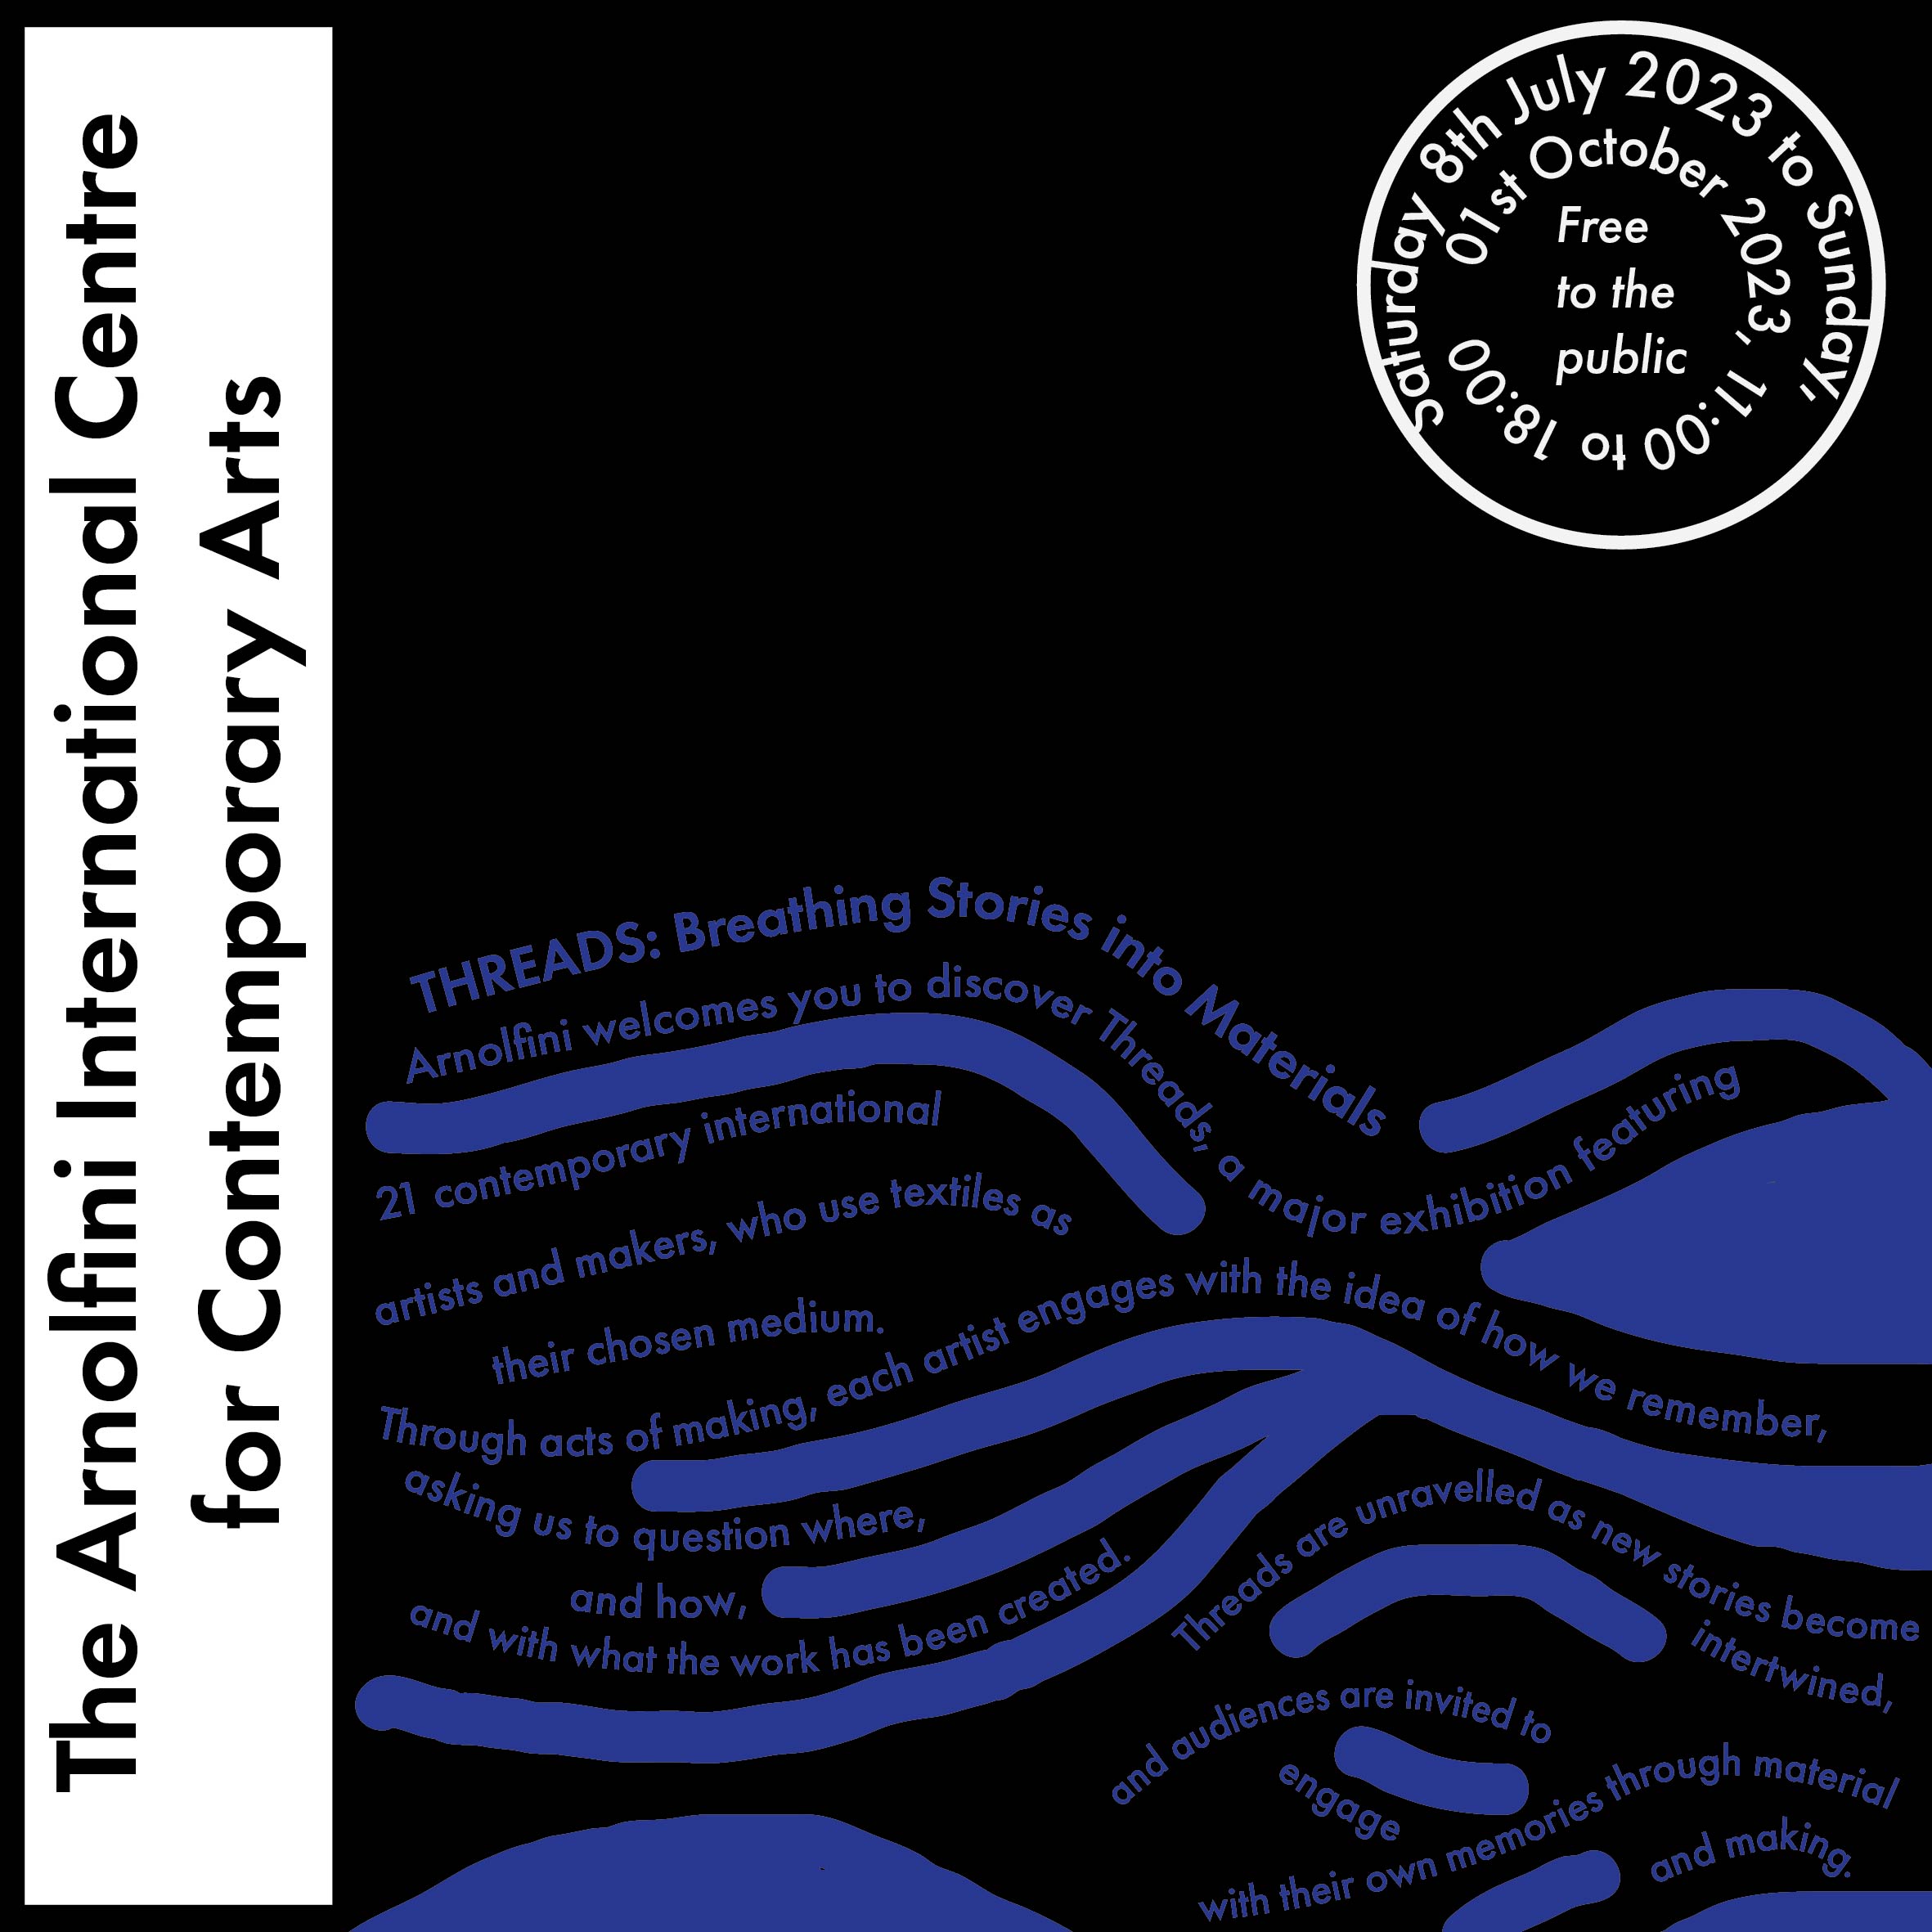 The Arnolfini International Centre
for Contemporary Arts
Saturday 8th July 2023 to Sunday,
01st October 2023, 11:00 to 18:00
Free
to the
public
THREADS: Breathing Stories into Materials
Arnolfini welcomes you to discover Threads, a major exhibition featuring
21 contemporary international
artists and makers, who use textiles as
their chosen medium.
Through acts of making, each artist engages with the idea of how we remember,
asking us to question where,
and how,
and with what the work has been created.
Threads are unravelled as new stories become
intertwined,
and audiences are invited to
engage
with their own memories through material
and making.